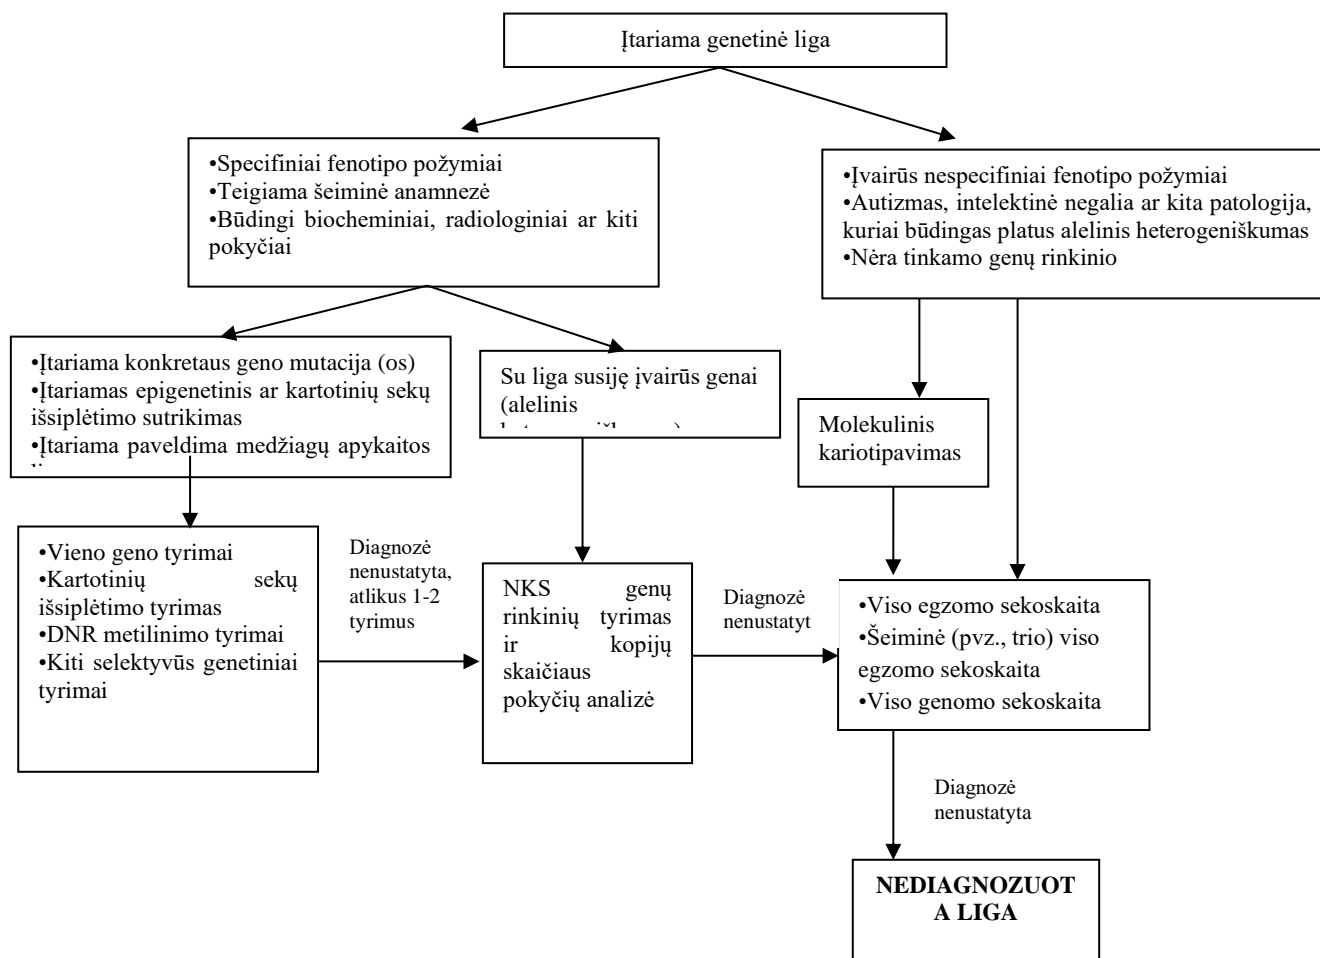 Įtariama genetinė liga
•Specifiniai fenotipo požymiai
•Teigiama šeiminė anamnezė
•Būdingi biocheminiai, radiologiniai ar kiti
pokyčiai
•Įvairūs nespecifiniai fenotipo požymiai
•Autizmas, intelektinė negalia ar kita patologija,
kuriai būdingas platus alelinis heterogeniškumas
•Nėra tinkamo genų rinkinio
•Įtariama konkretaus geno mutacija (os)
•Įtariamas epigenetinis ar kartotinių sekų
išsiplėtimo sutrikimas
•Įtariama paveldima medžiagų apykaitos
Su liga susiję įvairūs genai
(alelinis
Molekulinis
kariotipavimas
•Vieno geno tyrimai
•Kartotinių sekų
išsiplėtimo tyrimas
•DNR metilinimo tyrimai
•Kiti selektyvūs genetiniai
tyrimai
Diagnozė
nenustatyta,
atlikus 1-2
tyrimus
NKS genų
rinkinių tyrimas
ir kopijų
skaičiaus
pokyčių analizė
Diagnozė
nenustatyt
•Viso egzomo sekoskaita
•Šeiminė (pvz., trio) viso
egzomo sekoskaita
•Viso genomo sekoskaita
Diagnozė
nenustatyta
NEDIAGNOZUOT
A LIGA